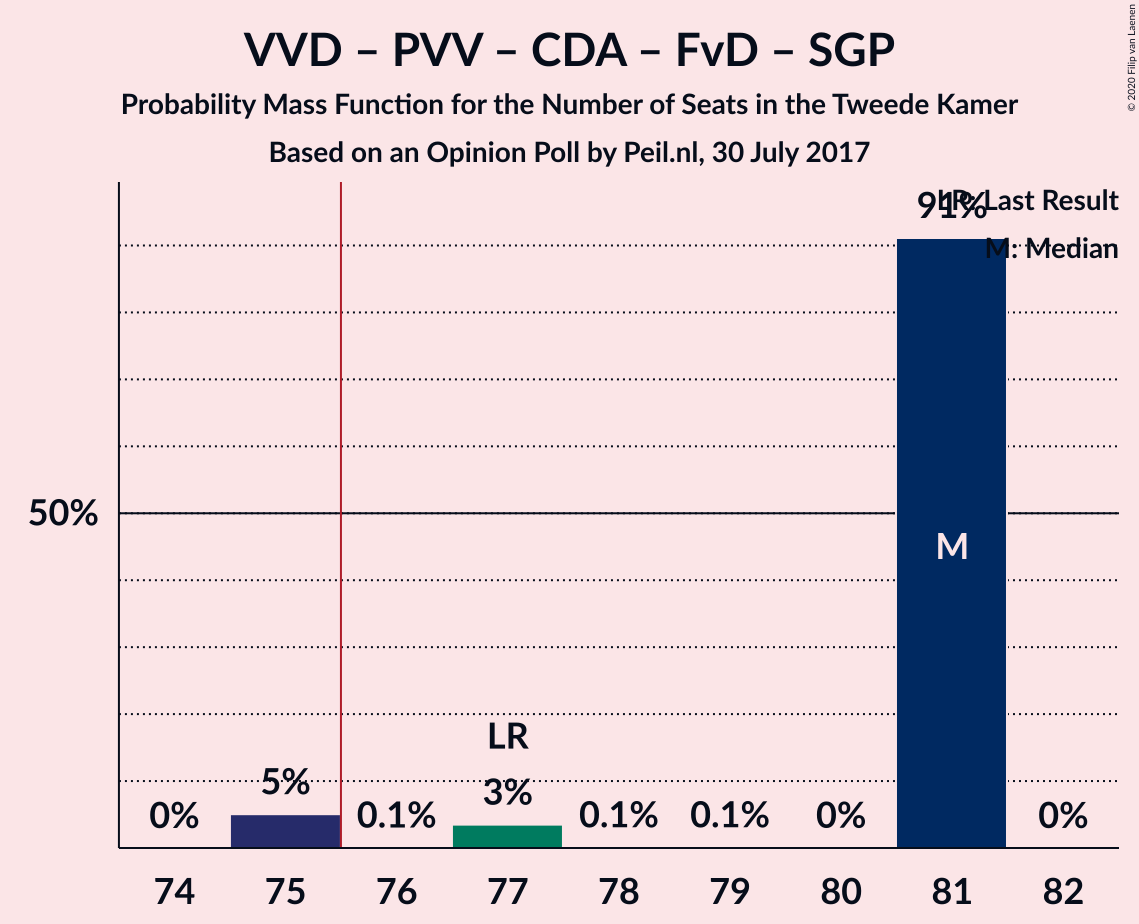 VVD – PVV – CDA – FvD – SGP
Probability Mass Function for the Number of Seats in the Tweede Kamer
Based on an Opinion Poll by Peil.nl, 30 July 2017
© 2020 Filip van Laenen
LR: Last Result
M: Median
50%
0%
5%
0.1%
LR
3%
0.1%
0.1%
0%
91%
M
0%
74 75 76 77 78 79 80 81 82